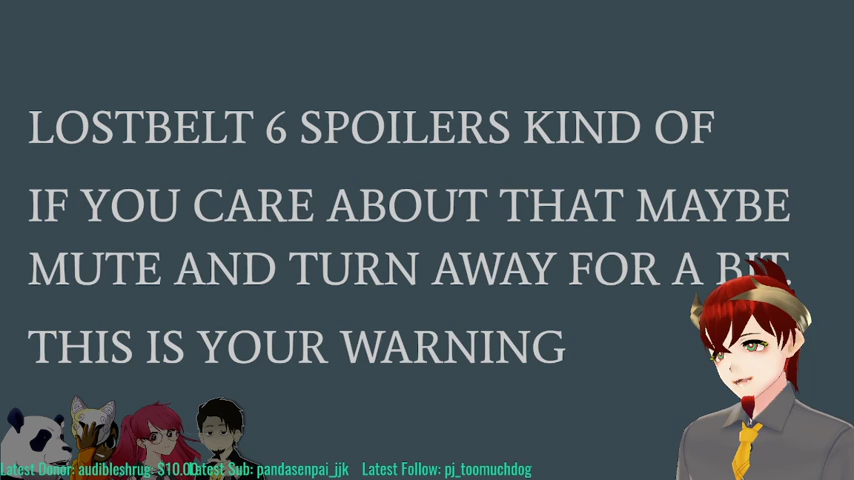 LOSTBELT 6 SPOILERS KIND OF
IF YOU CARE ABOUT THAT MAYBE
MUTE AND TURN AWAY FOR A BIT
THIS IS YOUR WARNING
Latest Donor: audibleshrug: $10.00 Latest Sub: pandasenpai_jjk Latest Follow: pj_toomuchdog